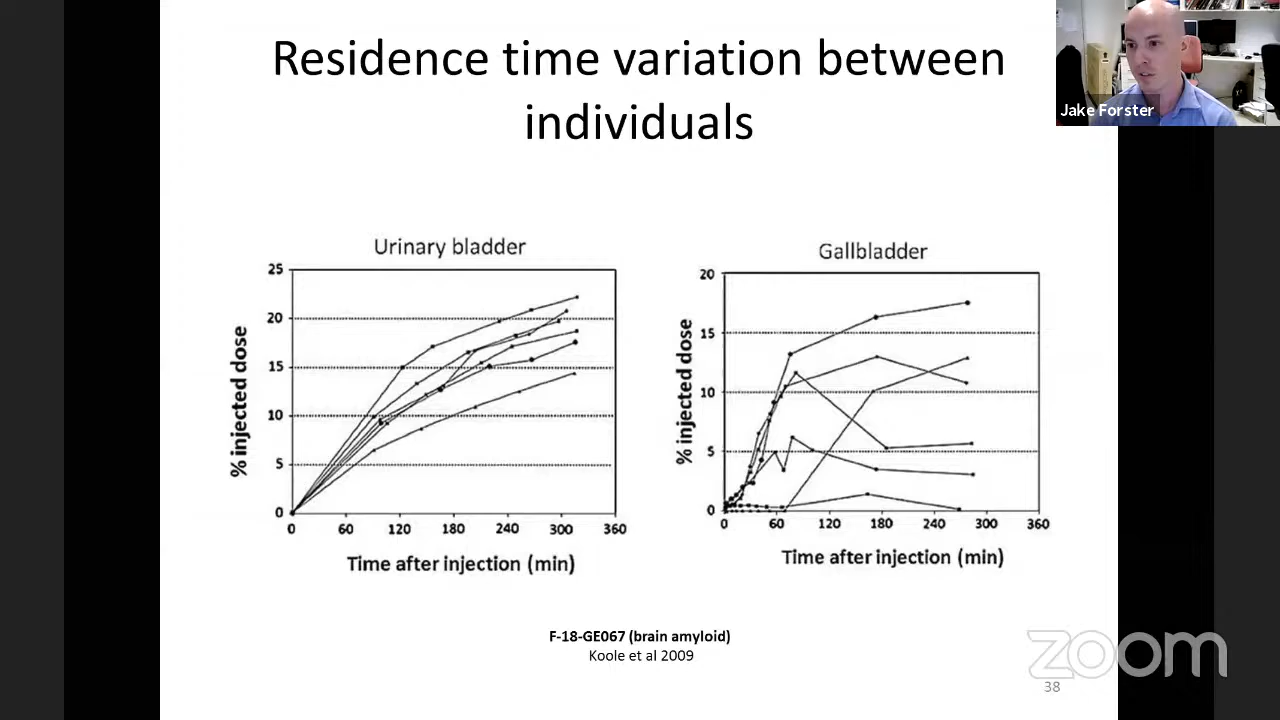 Residence time variation between
individuals
Jake Forster
Urinary bladder
25
20
15
10
5
0
% injected dose
0 60 120 180 240 300 360
Time after injection (min)
Gallbladder
20
15
10
5
0
% injected dose
0 60 120 180 240 300 360
Time after injection (min)
F-18-GE067 (brain amyloid)
Koole et al 2009
zoom
38